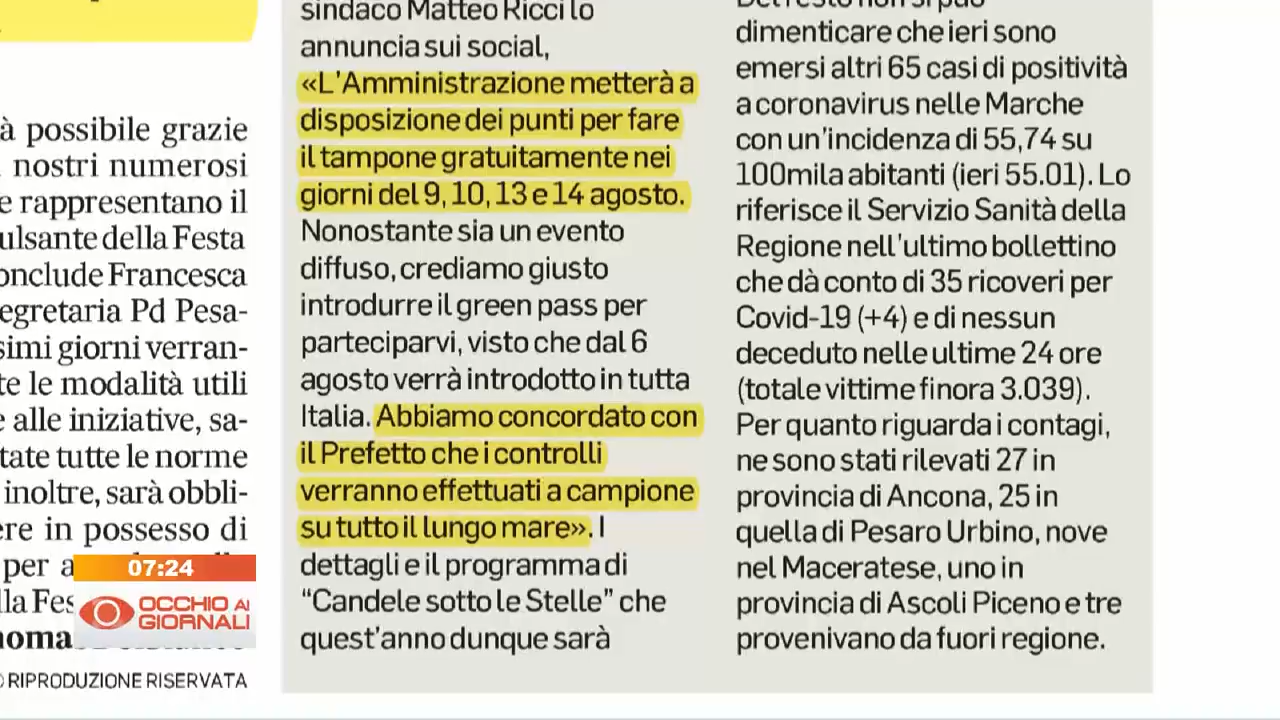 à possibile grazie
nostri numerosi
e rappresentano il
ulsante della Festa
onclude Francesca
egretaria Pd Pesa-
simi giorni verran-
te le modalità utili
e alle iniziative, sa-
tate tutte le norme
inoltre, sarà obbli-
ere in possesso di
per a
lla Fes
noma
© RIPRODUZIONE RISERVATA
07:24
OCCHIO AI
GIORNALI
sindaco Matteo Ricci lo
annuncia sui social,
«L'Amministrazione metterà a
disposizione dei punti per fare
il tampone gratuitamente nei
giorni del 9, 10, 13 e 14 agosto.
Nonostante sia un evento
diffuso, crediamo giusto
introdurre il green pass per
parteciparvi, visto che dal 6
agosto verrà introdotto in tutta
Italia. Abbiamo concordato con
il Prefetto che i controlli
verranno effettuati a campione
su tutto il lungo mare». I
dettagli e il programma di
“Candele sotto le Stelle” che
quest'anno dunque sarà
Del resto non si può
dimenticare che ieri sono
emersi altri 65 casi di positività
a coronavirus nelle Marche
con un'incidenza di 55,74 su
100mila abitanti (ieri 55.01). Lo
riferisce il Servizio Sanità della
Regione nell'ultimo bollettino
che dà conto di 35 ricoveri per
Covid-19 (+4) e di nessun
deceduto nelle ultime 24 ore
(totale vittime finora 3.039).
Per quanto riguarda i contagi,
ne sono stati rilevati 27 in
provincia di Ancona, 25 in
quella di Pesaro Urbino, nove
nel Maceratese, uno in
provincia di Ascoli Piceno e tre
provenivano da fuori regione.